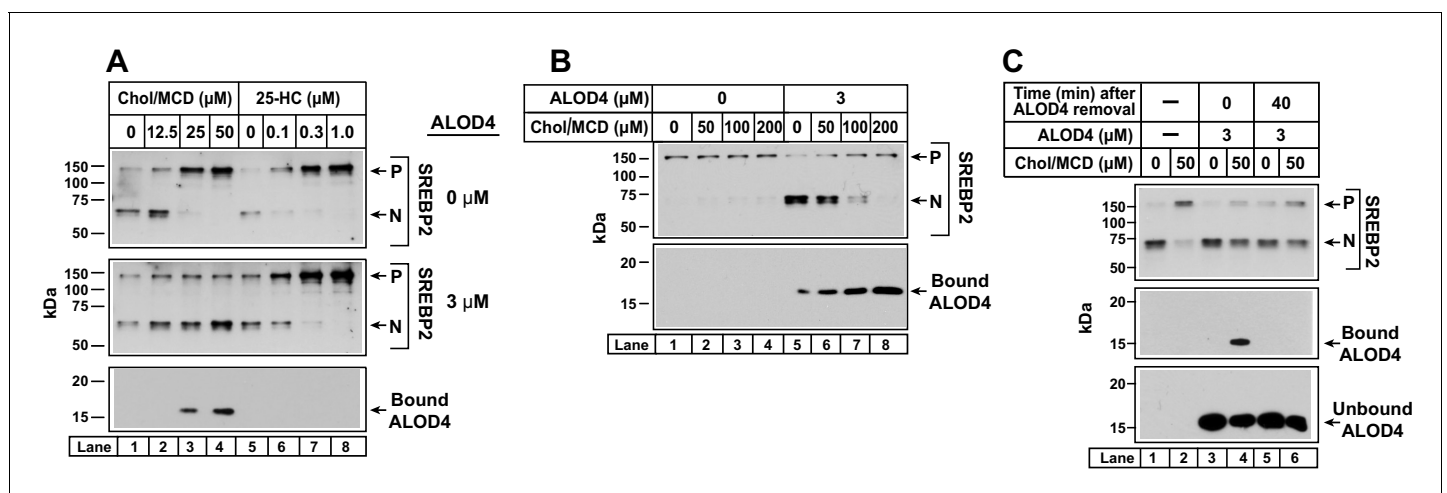 A
Chol/MCD (µM) 25-HC (µM)
0 12.5 25 50 0 0.1 0.3 1.0
ALOD4
150
100
75
50
P
N
SREBP2
0 µM
kDa
150
100
75
50
P
N
SREBP2
3 µM
20
15
Bound
ALOD4
Lane 1 2 3 4 5 6 7 8
B
ALOD4 (µM) 0 3
Chol/MCD (µM) 0 50 100 200 0 50 100 200
kDa
150
100
75
50
P
N
SREBP2
20
15
Bound
ALOD4
Lane 1 2 3 4 5 6 7 8
C
Time (min) after
ALOD4 removal – 0 40
ALOD4 (µM) – 3 3
Chol/MCD (µM) 0 50 0 50 0 50
150
100
75
50
P
N
SREBP2
kDa
20
15
Bound
ALOD4
20
15
Unbound
ALOD4
Lane 1 2 3 4 5 6